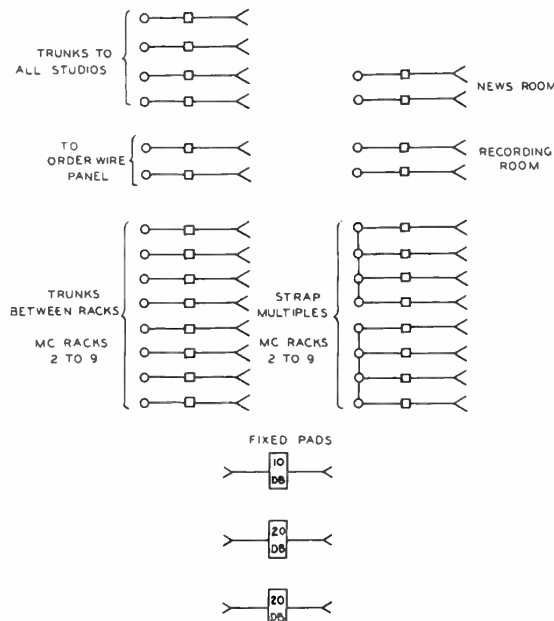 TRUNKS TO
ALL STUDIOS
NEWS ROOM
TO
ORDER WIRE
PANEL
RECORDING
ROOM
TRUNKS
BETWEEN RACKS
MC RACKS
2 TO 9
STRAP
MULTIPLES
MC RACKS
2 TO 9
FIXED PADS
10
DB
20
DB
20
DB